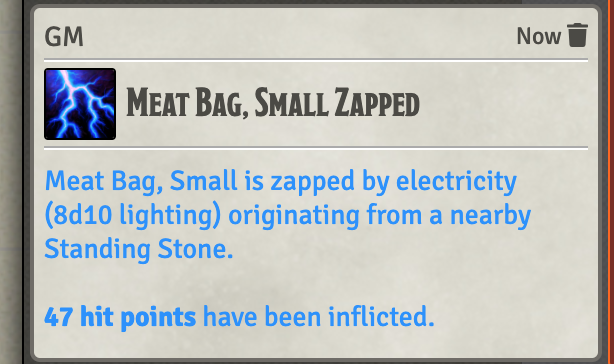 GM
Now
Meat Bag, Small Zapped
Meat Bag, Small is zapped by electricity
(8d10 lighting) originating from a nearby
Standing Stone.
47 hit points have been inflicted.